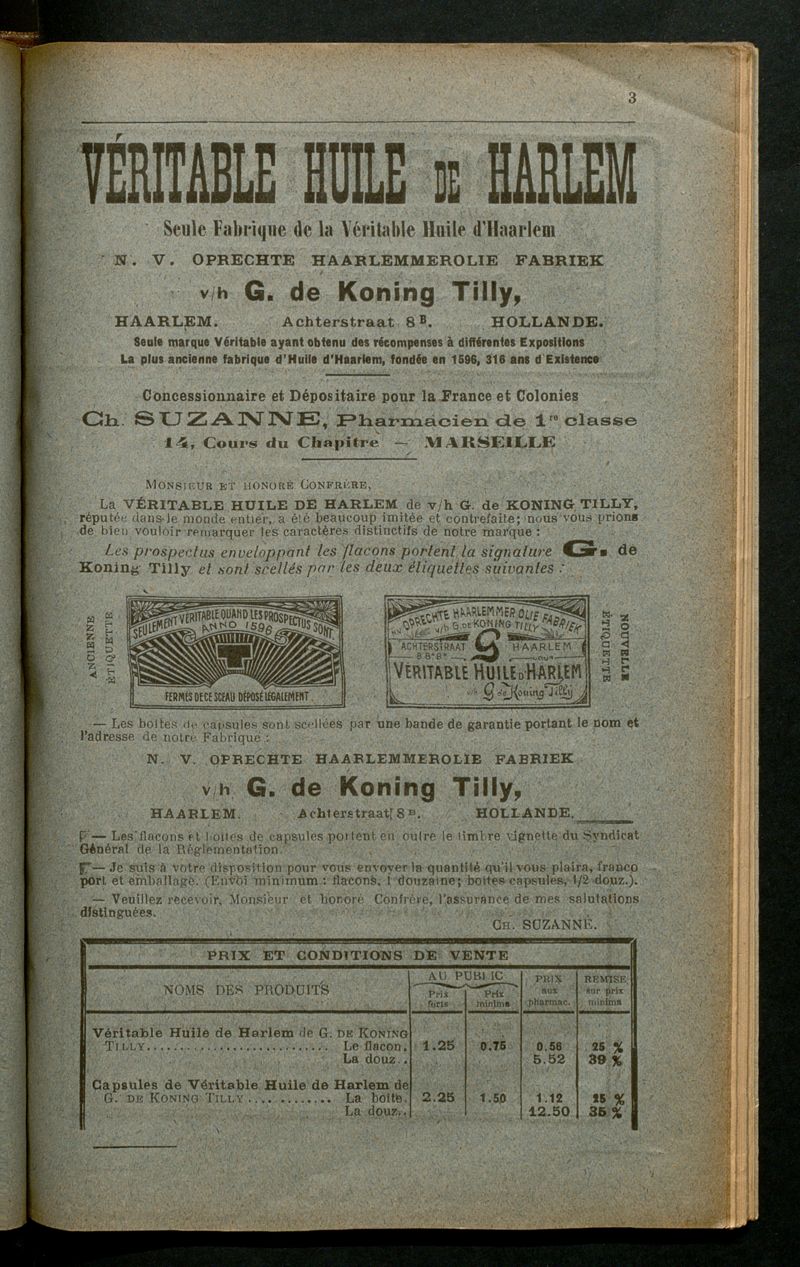 3
VÉRITABLE HUILE DE HARLEM
Seule Fabrique de la Véritable Huile d'Haarlem
N. V. OPRECHTE HAARLEMMEROLIE FABRIEK
v/h G. de Koning Tilly,
HAARLEM. Achterstraat 8 B. HOLLANDE.
Seule marque Véritable ayant obtenu des récompenses à différentes Expositions
La plus ancienne fabrique d'Huile d'Haarlem, fondée en 1596, 316 ans d'Existence
Concessionnaire et Dépositaire pour la France et Colonies
Ch. SUZANNE, Pharmacien de 1re classe
14, Cours du Chapitre — MARSEILLE
MONSIEUR ET HONORÉ CONFRÈRE,
La VÉRITABLE HUILE DE HARLEM de v/h G. de KONING TILLY,
réputée dans le monde entier, a été beaucoup imitée et contrefaite; nous vous prions
de bien vouloir remarquer les caractères distinctifs de notre marque :
Les prospectus enveloppant les flacons portent la signature G. de
Koning Tilly et sont scellés par les deux étiquettes suivantes :
ANCIENNE ÉTIQUETTE
SEULEMENT VÉRITABLE QUAND LES PROSPECTUS SONT
ANNO 1596
FERMÉS DE CE SCEAU DÉPOSÉ LÉGALEMENT.
OPRECHTE HAARLEMMEROLIE FABRIEK
v/h G. DE KONING TILLY
ACHTERSTRAAT HAARLEM
VÉRITABLE HUILE D'HARLEM
G de Koning Tilly
NOUVELLE ÉTIQUETTE
— Les boîtes de capsules sont scellées par une bande de garantie portant le nom et
l'adresse de notre Fabrique :
N. V. OPRECHTE HAARLEMMEROLIE FABRIEK
v/h G. de Koning Tilly,
HAARLEM. Achterstraat 8 B. HOLLANDE.
— Les flacons et boîtes de capsules portent en outre le timbre vignette du Syndicat
Général de la Réglementation.
— Je suis à votre disposition pour vous envoyer la quantité qu'il vous plaira, franco
port et emballage. (Envoi minimum : flacons, 1 douzaine; boîtes capsules, 1/2 douz.).
— Veuillez recevoir, Monsieur et honoré Confrère, l'assurance de mes salutations
distinguées.
CH. SUZANNE.
PRIX ET CONDITIONS DE VENTE
NOMS DES PRODUITS AU PUBLIC Prix forts Prix minima PRIX aux pharmac. REMISE sur prix minima
Véritable Huile de Harlem de G. DE KONING
TILLY.............................. Le flacon. 1.25 0.75 0.56 25 %
La douz.. 5.52 39 %
Capsules de Véritable Huile de Harlem de
G. DE KONING TILLY ............ La boîte. 2.25 1.50 1.12 25 %
La douz.. 12.50 35 %